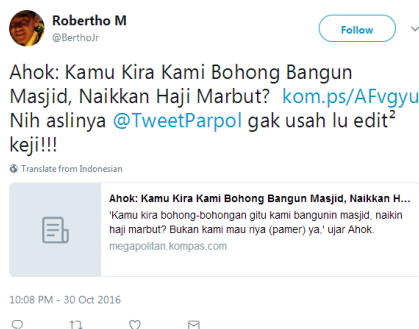 Robertho M
@BerthoJr
Follow
Ahok: Kamu Kira Kami Bohong Bangun
Masjid, Naikkan Haji Marbut? kom.ps/AFvgyu
Nih aslinya @TweetParpol gak usah lu edit²
keji!!!
Translate from Indonesian
Ahok: Kamu Kira Kami Bohong Bangun Masjid, Naikkan H...
'Kamu kira bohong-bohongan gitu kami bangunin masjid, naikin
haji marbut? Bukan kami mau riya (pamer) ya,' ujar Ahok.
megapolitan.kompas.com
10:08 PM - 30 Oct 2016